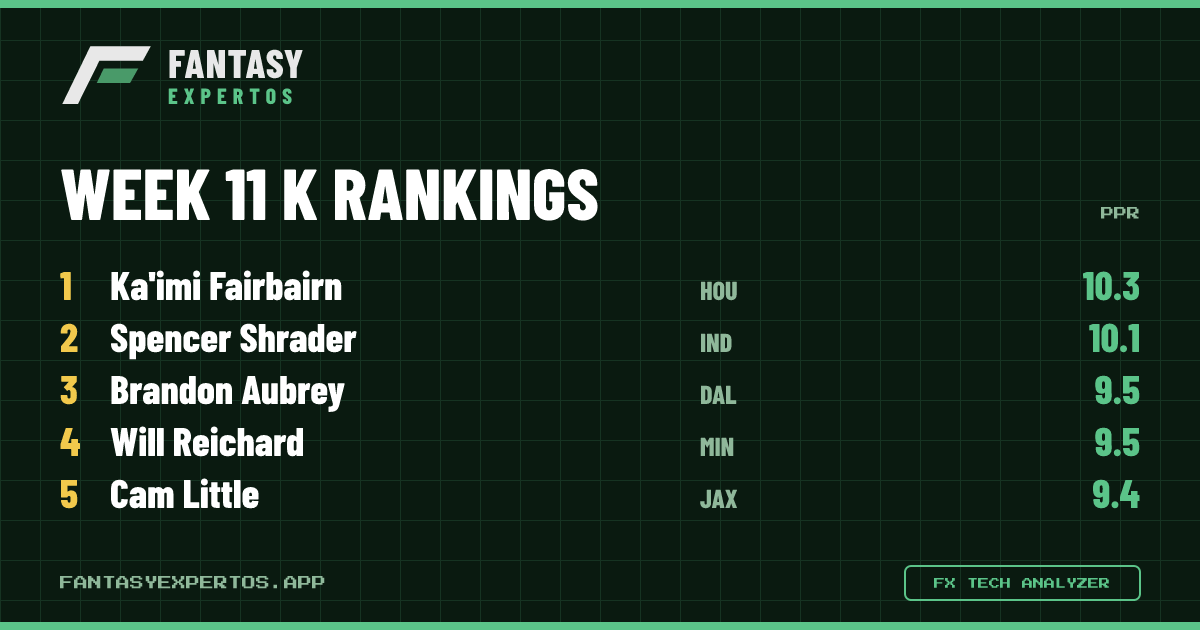 FANTASY
EXPERTOS
WEEK 11 K RANKINGS
PPR
1 Ka'imi Fairbairn HOU 10.3
2 Spencer Shrader IND 10.1
3 Brandon Aubrey DAL 9.5
4 Will Reichard MIN 9.5
5 Cam Little JAX 9.4
FANTASYEXPERTOS.APP
FX TECH ANALYZER